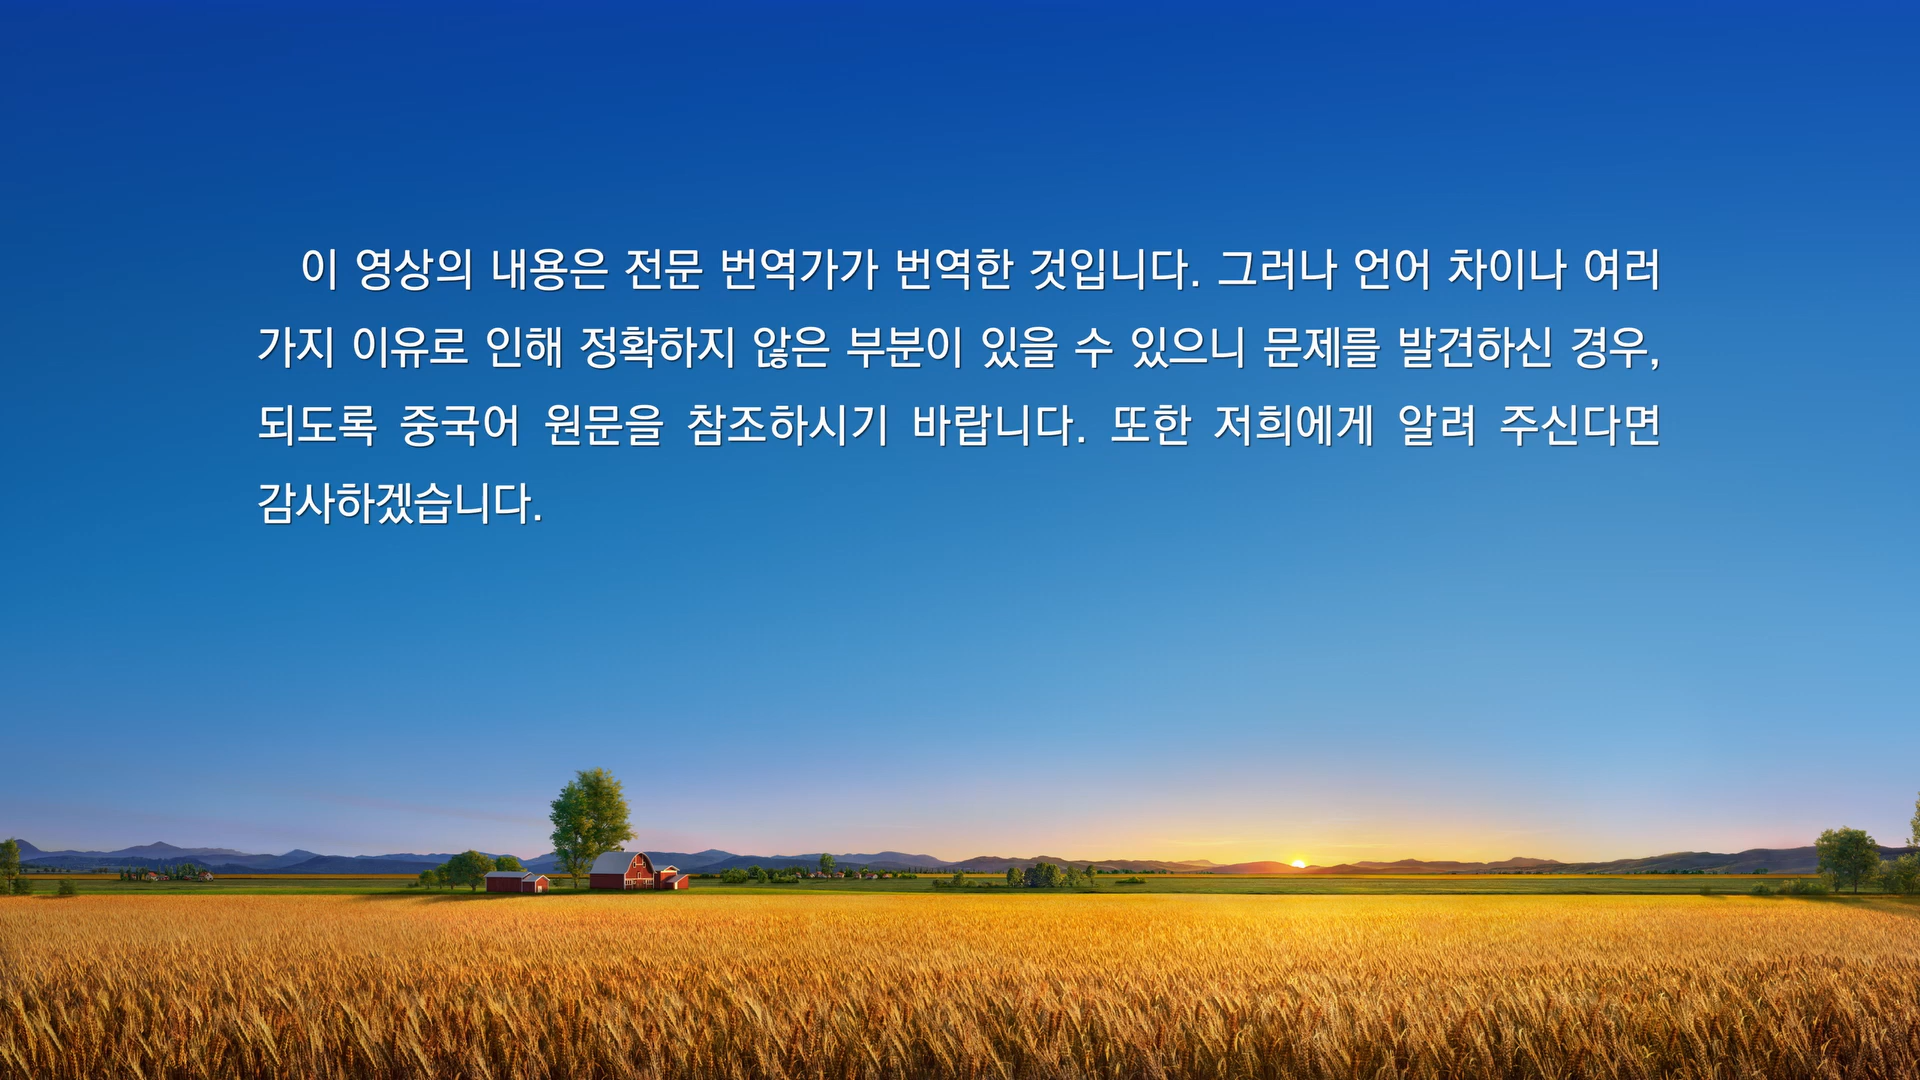 이 영상의 내용은 전문 번역가가 번역한 것입니다. 그러나 언어 차이나 여러
가지 이유로 인해 정확하지 않은 부분이 있을 수 있으니 문제를 발견하신 경우,
되도록 중국어 원문을 참조하시기 바랍니다. 또한 저희에게 알려 주신다면
감사하겠습니다.